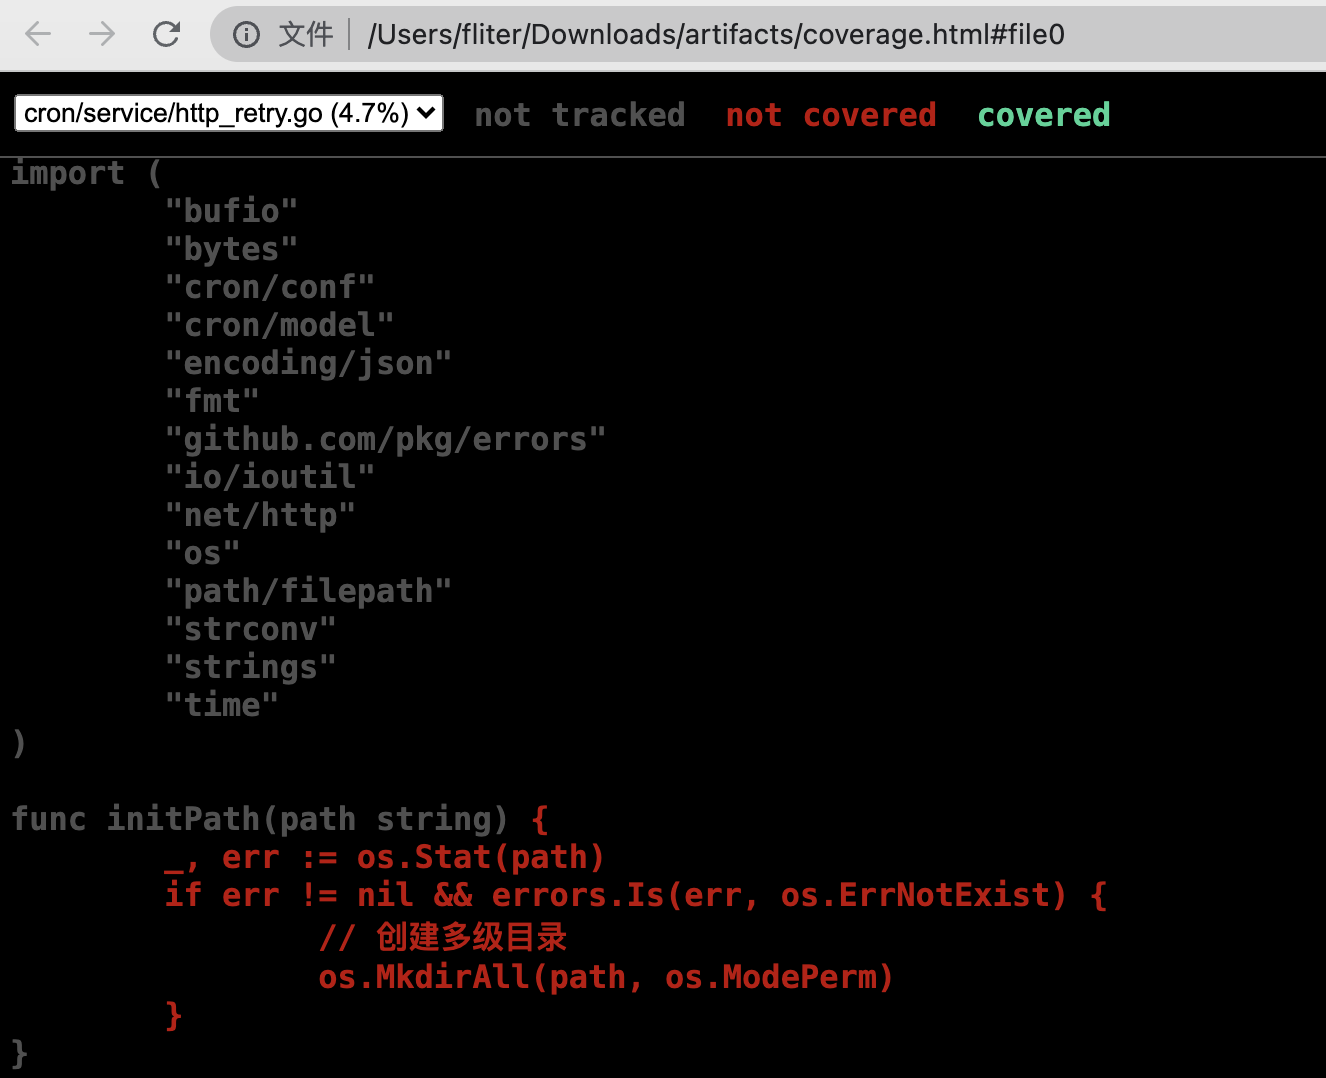 文件 /Users/fliter/Downloads/artifacts/coverage.html#file0
cron/service/http_retry.go (4.7%) not tracked not covered covered
import (
"bufio"
"bytes"
"cron/conf"
"cron/model"
"encoding/json"
"fmt"
"github.com/pkg/errors"
"io/ioutil"
"net/http"
"os"
"path/filepath"
"strconv"
"strings"
"time"
)
func initPath(path string) {
_, err := os.Stat(path)
if err != nil && errors.Is(err, os.ErrNotExist) {
// 创建多级目录
os.MkdirAll(path, os.ModePerm)
}
}